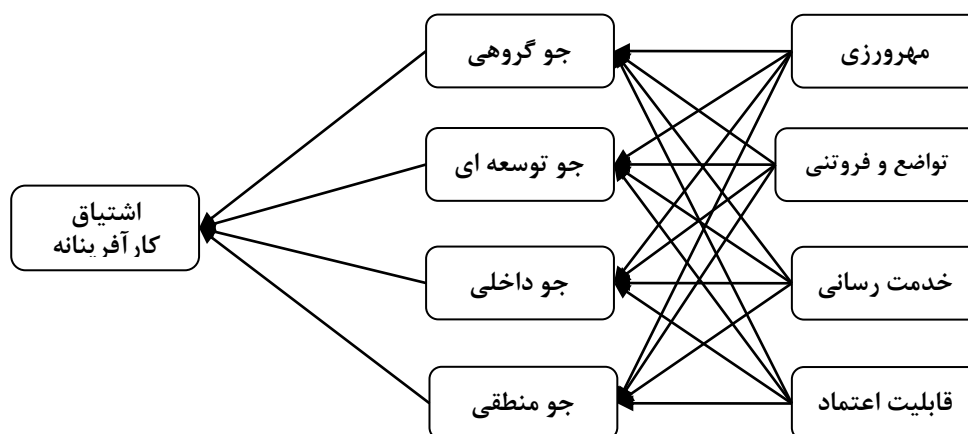 مهرورزی
جو گروهی
تواضع و فروتنی
جو توسعه ای
اشتیاق
کارآفرینانه
خدمت رسانی
جو داخلی
قابلیت اعتماد
جو منطقی